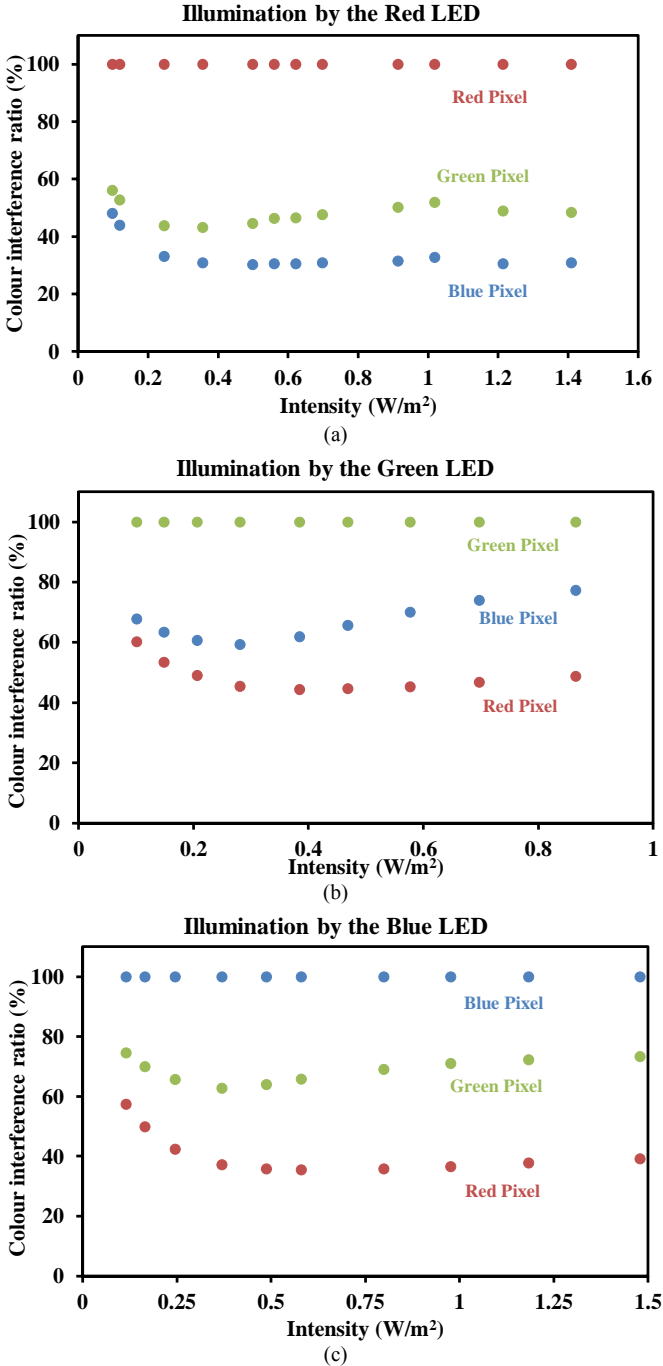 Illumination by the Red LED
Colour interference ratio (%)
100
80
60
40
20
0
Red Pixel
Green Pixel
Blue Pixel
0 0.2 0.4 0.6 0.8 1 1.2 1.4 1.6
Intensity (W/m²)
(a)
Illumination by the Green LED
Colour interference ratio (%)
100
80
60
40
20
0
Green Pixel
Blue Pixel
Red Pixel
0 0.2 0.4 0.6 0.8 1
Intensity (W/m²)
(b)
Illumination by the Blue LED
Colour interference ratio (%)
100
80
60
40
20
0
Blue Pixel
Green Pixel
Red Pixel
0 0.25 0.5 0.75 1 1.25 1.5
Intensity (W/m²)
(c)